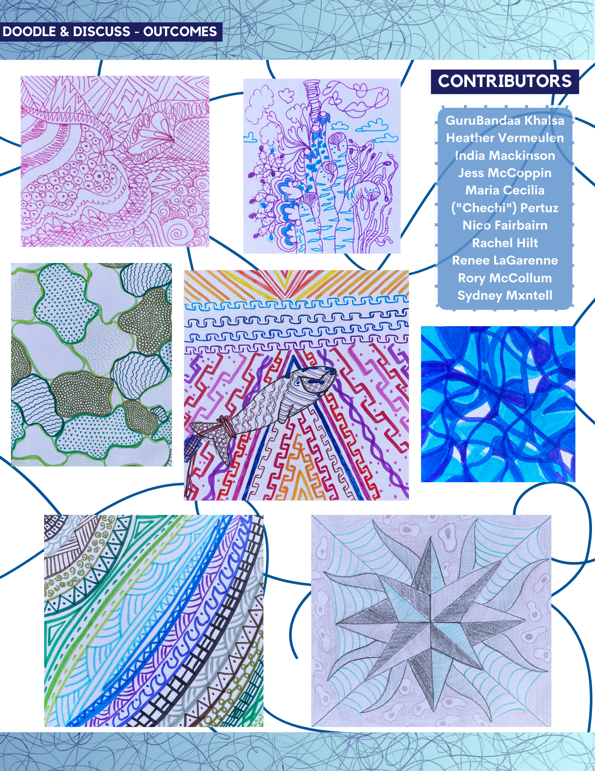 DOODLE & DISCUSS - OUTCOMES
CONTRIBUTORS
GuruBandaa Khalsa
Heather Vermeulen
India Mackinson
Jess McCoppin
Maria Cecilia
("Chechi") Pertuz
Nico Fairbairn
Rachel Hilt
Renee LaGarenne
Rory McCollum
Sydney Mxntell